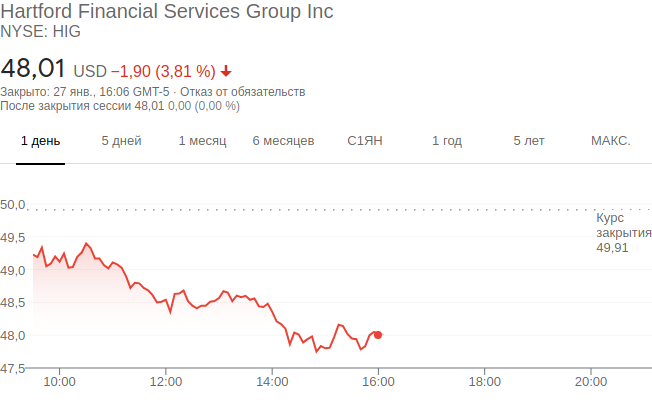 Hartford Financial Services Group Inc
NYSE: HIG
48,01 USD −1,90 (3,81 %)
Закрыто: 27 янв., 16:06 GMT-5 · Отказ от обязательств
После закрытия сессии 48,01 0,00 (0,00 %)
1 день 5 дней 1 месяц 6 месяцев С1ЯН 1 год 5 лет МАКС.
50,0
Курс
закрытия
49,91
49,5
49,0
48,5
48,0
47,5
10:00 12:00 14:00 16:00 18:00 20:00